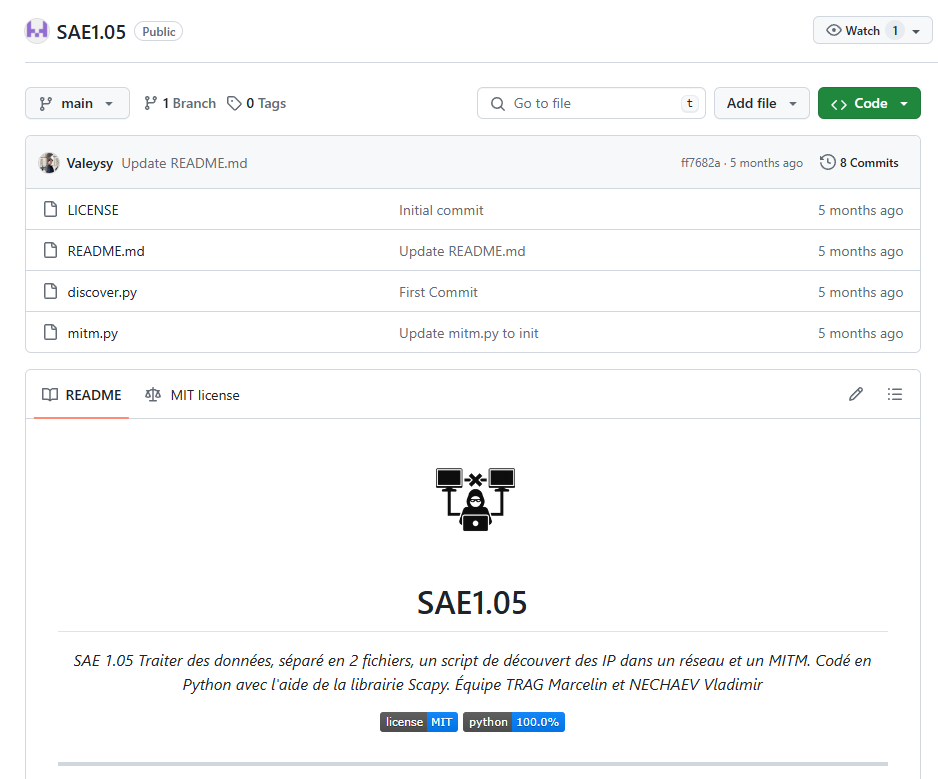 SAE1.05 Public Watch 1
main 1 Branch 0 Tags Go to file t Add file Code
Valeysy Update README.md ff7682a · 5 months ago 8 Commits
LICENSE Initial commit 5 months ago
README.md Update README.md 5 months ago
discover.py First Commit 5 months ago
mitm.py Update mitm.py to init 5 months ago
README MIT license
SAE1.05
SAE 1.05 Traiter des données, séparé en 2 fichiers, un script de découvert des IP dans un réseau et un MITM. Codé en
Python avec l'aide de la librairie Scapy. Équipe TRAG Marcelin et NECHAEV Vladimir
license MIT python 100.0%